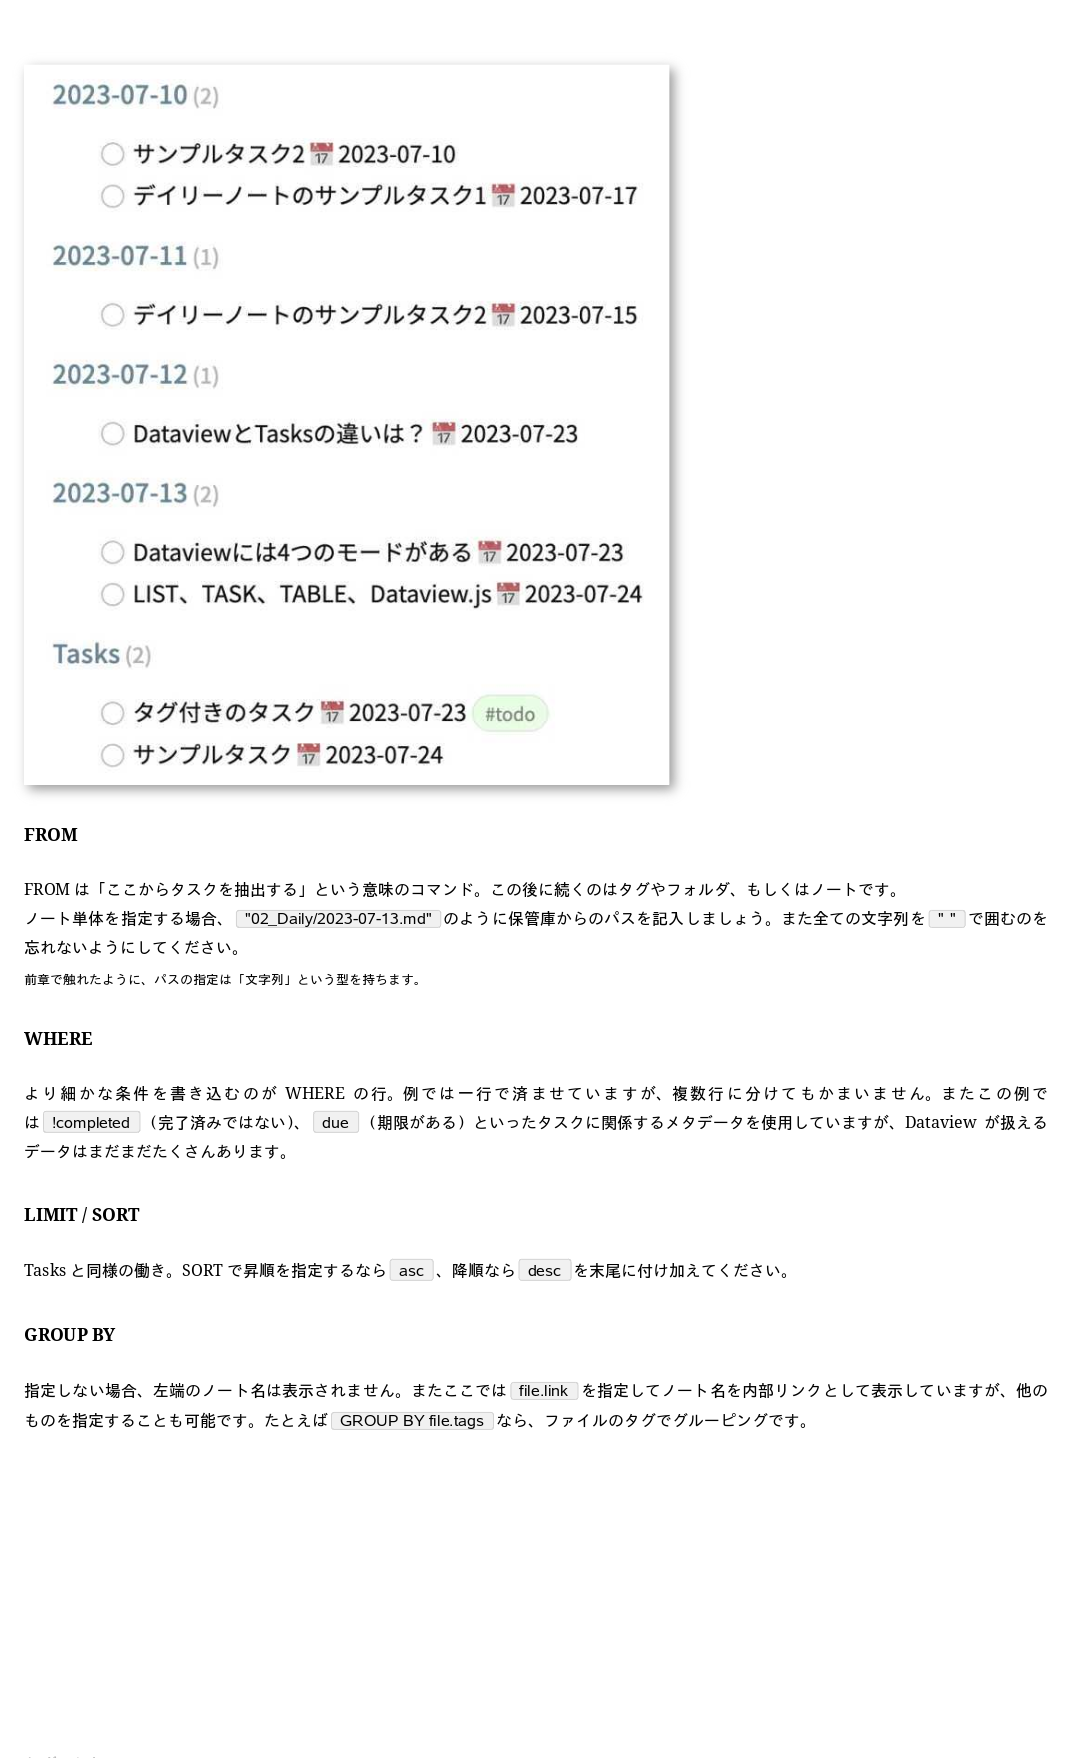 2023-07-10 (2)
サンプルタスク2 📅 2023-07-10
デイリーノートのサンプルタスク1 📅 2023-07-17
2023-07-11 (1)
デイリーノートのサンプルタスク2 📅 2023-07-15
2023-07-12 (1)
DataviewとTasksの違いは？ 📅 2023-07-23
2023-07-13 (2)
Dataviewには4つのモードがある 📅 2023-07-23
LIST、TASK、TABLE、Dataview.js 📅 2023-07-24
Tasks (2)
タグ付きのタスク 📅 2023-07-23 #todo
サンプルタスク 📅 2023-07-24
FROM
FROM は「ここからタスクを抽出する」という意味のコマンド。この後に続くのはタグやフォルダ、もしくはノートです。
ノート単体を指定する場合、 "02_Daily/2023-07-13.md" のように保管庫からのパスを記入しましょう。また全ての文字列を " " で囲むのを
忘れないようにしてください。
前章で触れたように、パスの指定は「文字列」という型を持ちます。
WHERE
より細かな条件を書き込むのが WHERE の行。例では一行で済ませていますが、複数行に分けてもかまいません。またこの例で
は !completed （完了済みではない）、 due （期限がある）といったタスクに関係するメタデータを使用していますが、Dataview が扱える
データはまだまだたくさんあります。
LIMIT / SORT
Tasks と同様の働き。SORT で昇順を指定するなら asc 、降順なら desc を末尾に付け加えてください。
GROUP BY
指定しない場合、左端のノート名は表示されません。またここでは file.link を指定してノート名を内部リンクとして表示していますが、他の
ものを指定することも可能です。たとえば GROUP BY file.tags なら、ファイルのタグでグルーピングです。